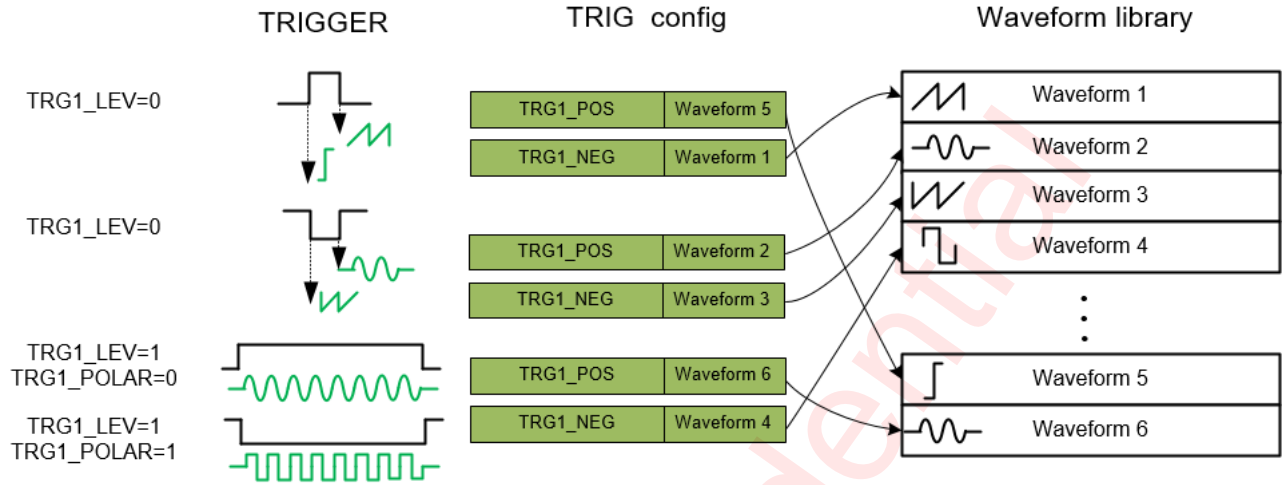 TRIGGER
TRIG config
Waveform library
TRG1_LEV=0
TRG1_POS Waveform 5
TRG1_NEG Waveform 1
Waveform 1
Waveform 2
Waveform 3
Waveform 4
TRG1_LEV=0
TRG1_POS Waveform 2
TRG1_NEG Waveform 3
TRG1_LEV=1
TRG1_POLAR=0
TRG1_POS Waveform 6
TRG1_NEG Waveform 4
Waveform 5
Waveform 6
TRG1_LEV=1
TRG1_POLAR=1
dential